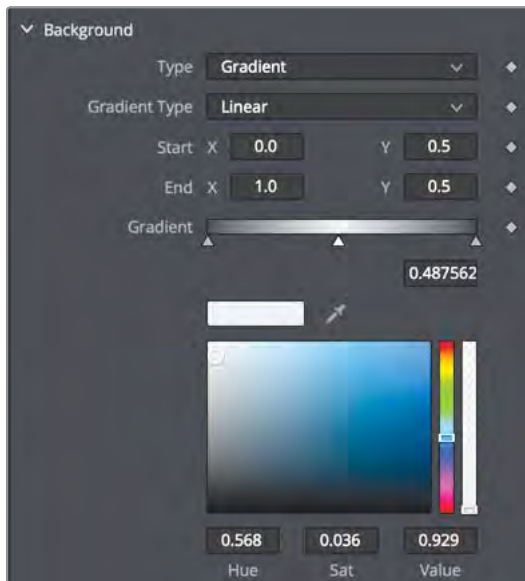 Background
Type Gradient
Gradient Type Linear
Start X 0.0 Y 0.5
End X 1.0 Y 0.5
Gradient
0.487562
0.568 0.036 0.929
Hue Sat Value